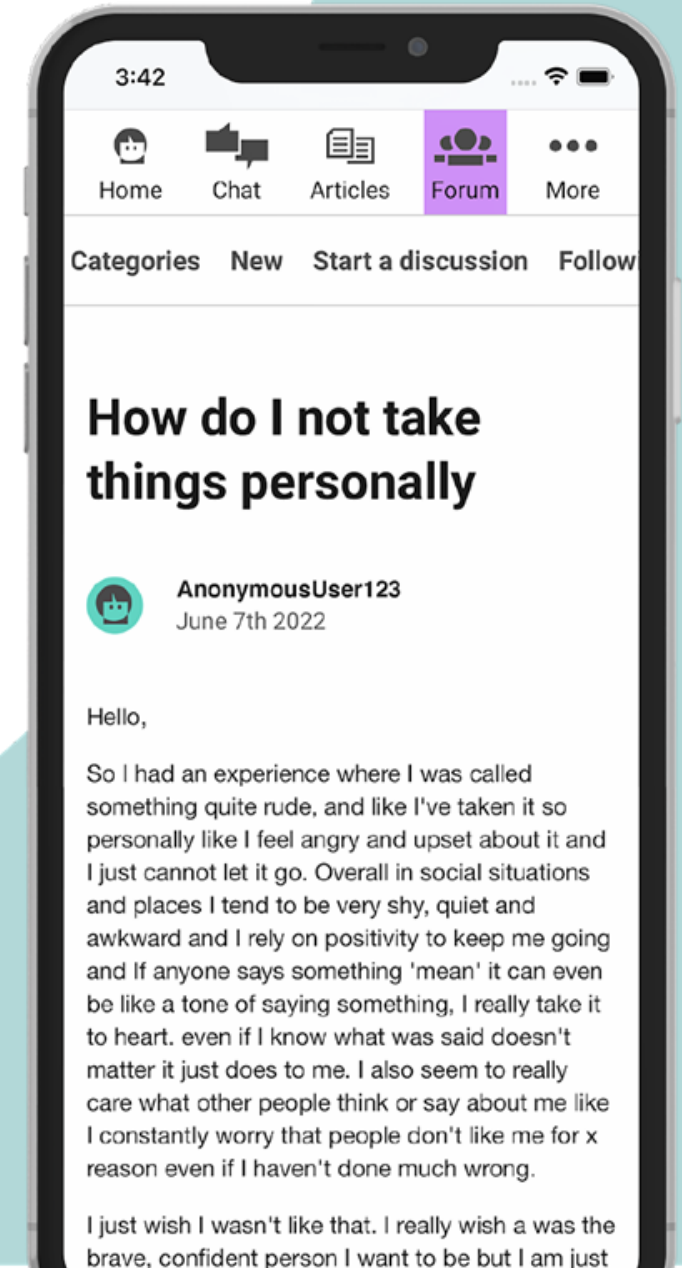 3:42
Home Chat Articles Forum More
Categories New Start a discussion Followi
How do I not take
things personally
AnonymousUser123
June 7th 2022
Hello,
So I had an experience where I was called
something quite rude, and like I've taken it so
personally like I feel angry and upset about it and
I just cannot let it go. Overall in social situations
and places I tend to be very shy, quiet and
awkward and I rely on positivity to keep me going
and If anyone says something 'mean' it can even
be like a tone of saying something, I really take it
to heart. even if I know what was said doesn't
matter it just does to me. I also seem to really
care what other people think or say about me like
I constantly worry that people don't like me for x
reason even if I haven't done much wrong.
I just wish I wasn't like that. I really wish a was the
brave, confident person I want to be but I am just